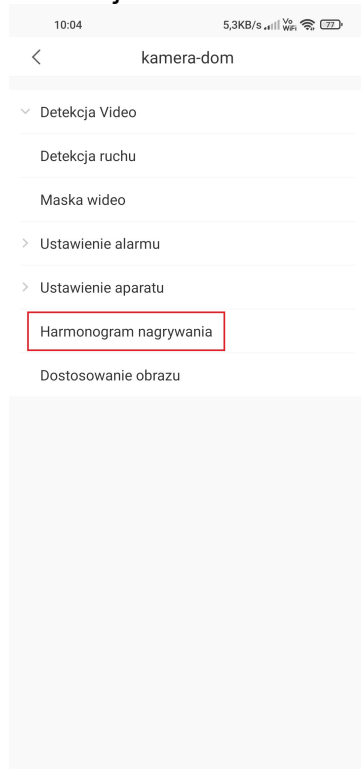 10:04 5,3KB/s Vo WiFi 77
kamera-dom
Detekcja Video
Detekcja ruchu
Maska wideo
Ustawienie alarmu
Ustawienie aparatu
Harmonogram nagrywania
Dostosowanie obrazu